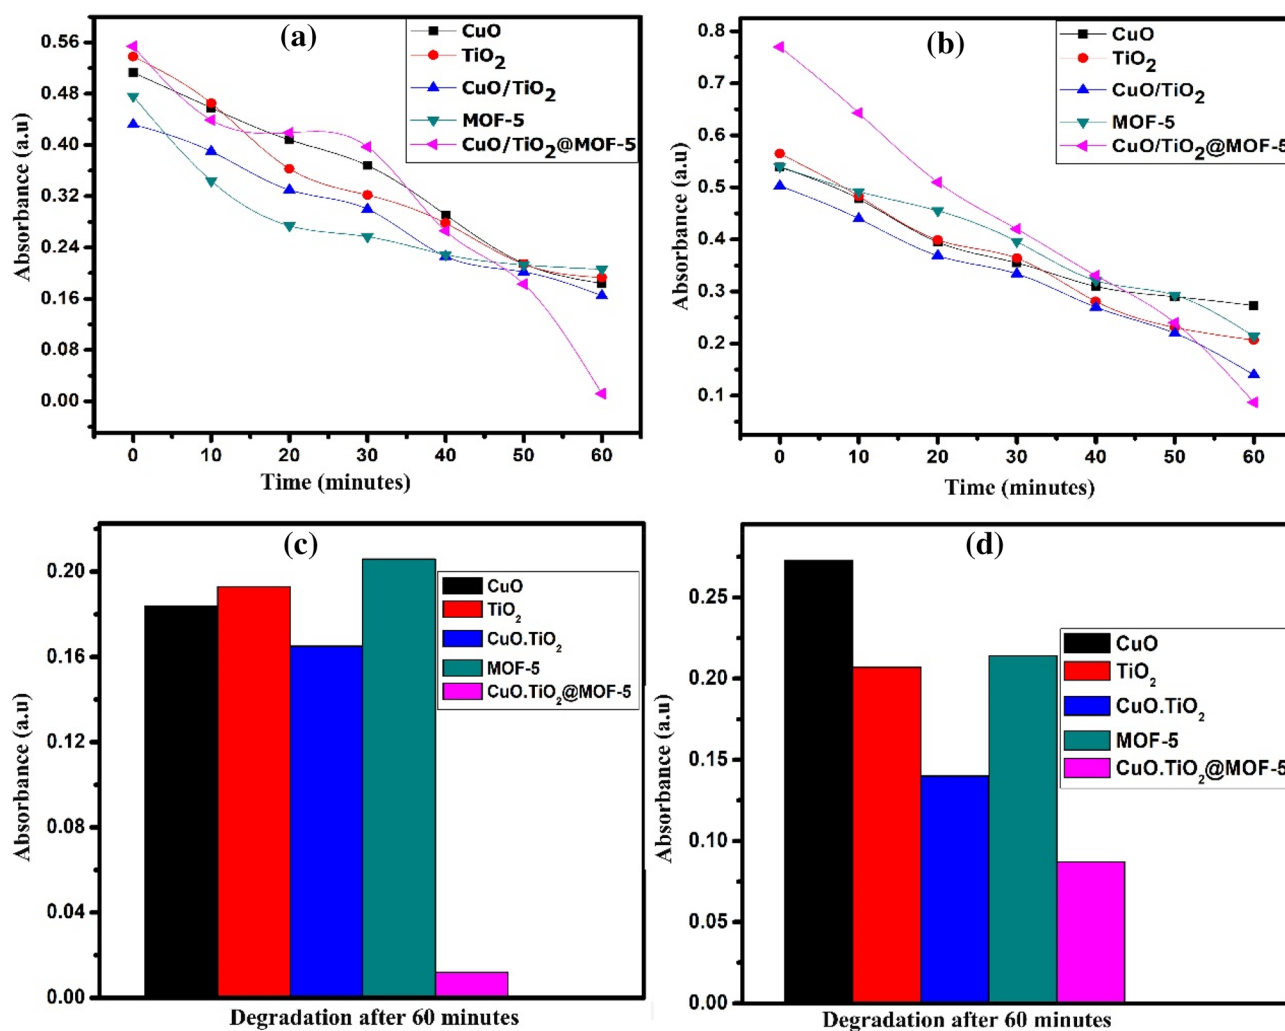 (a)
CuO
TiO2
CuO/TiO2
MOF-5
CuO/TiO2@MOF-5
0.56
0.48
0.40
0.32
0.24
0.16
0.08
0.00
Absorbance (a.u)
0 10 20 30 40 50 60
Time (minutes)
(b)
CuO
TiO2
CuO/TiO2
MOF-5
CuO/TiO2@MOF-5
0.8
0.7
0.6
0.5
0.4
0.3
0.2
0.1
Absorbance (a.u)
0 10 20 30 40 50 60
Time (minutes)
(c)
CuO
TiO2
CuO.TiO2
MOF-5
CuO.TiO2@MOF-5
0.20
0.16
0.12
0.08
0.04
0.00
Absorbance (a.u)
Degradation after 60 minutes
(d)
CuO
TiO2
CuO.TiO2
MOF-5
CuO.TiO2@MOF-5
0.25
0.20
0.15
0.10
0.05
0.00
Absorbance (a.u)
Degradation after 60 minutes